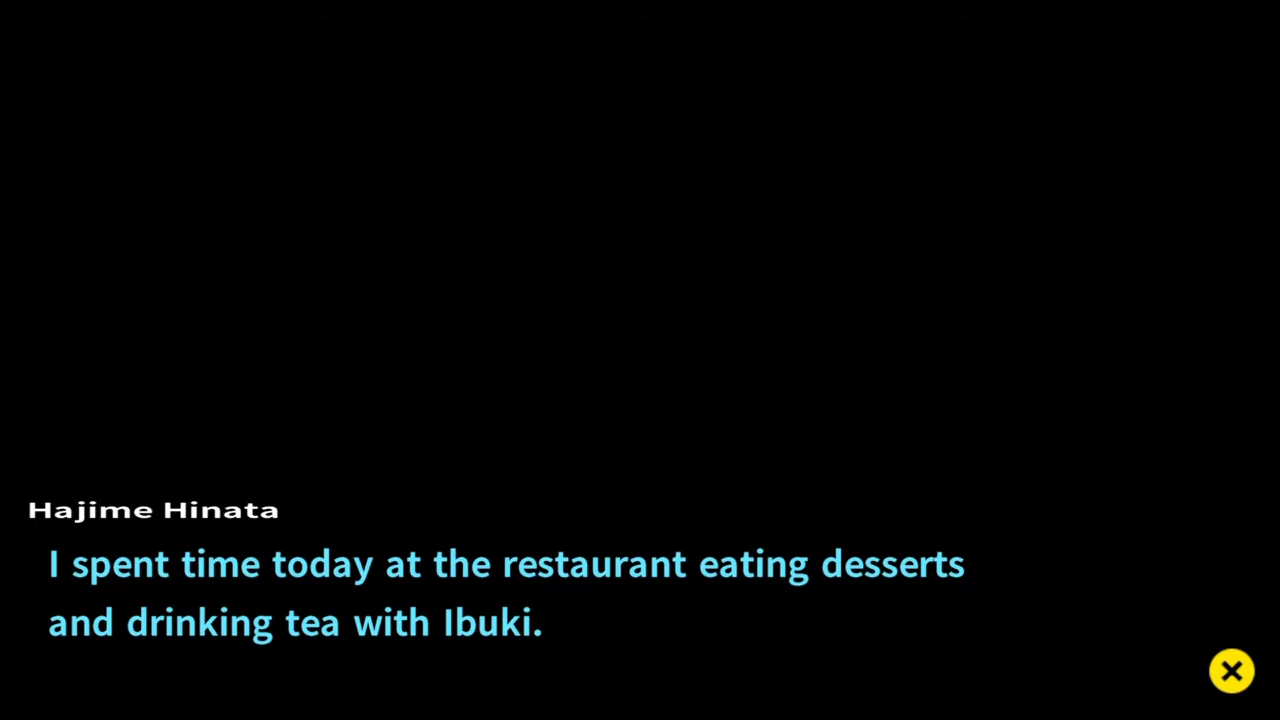 Hajime Hinata
I spent time today at the restaurant eating desserts
and drinking tea with Ibuki.